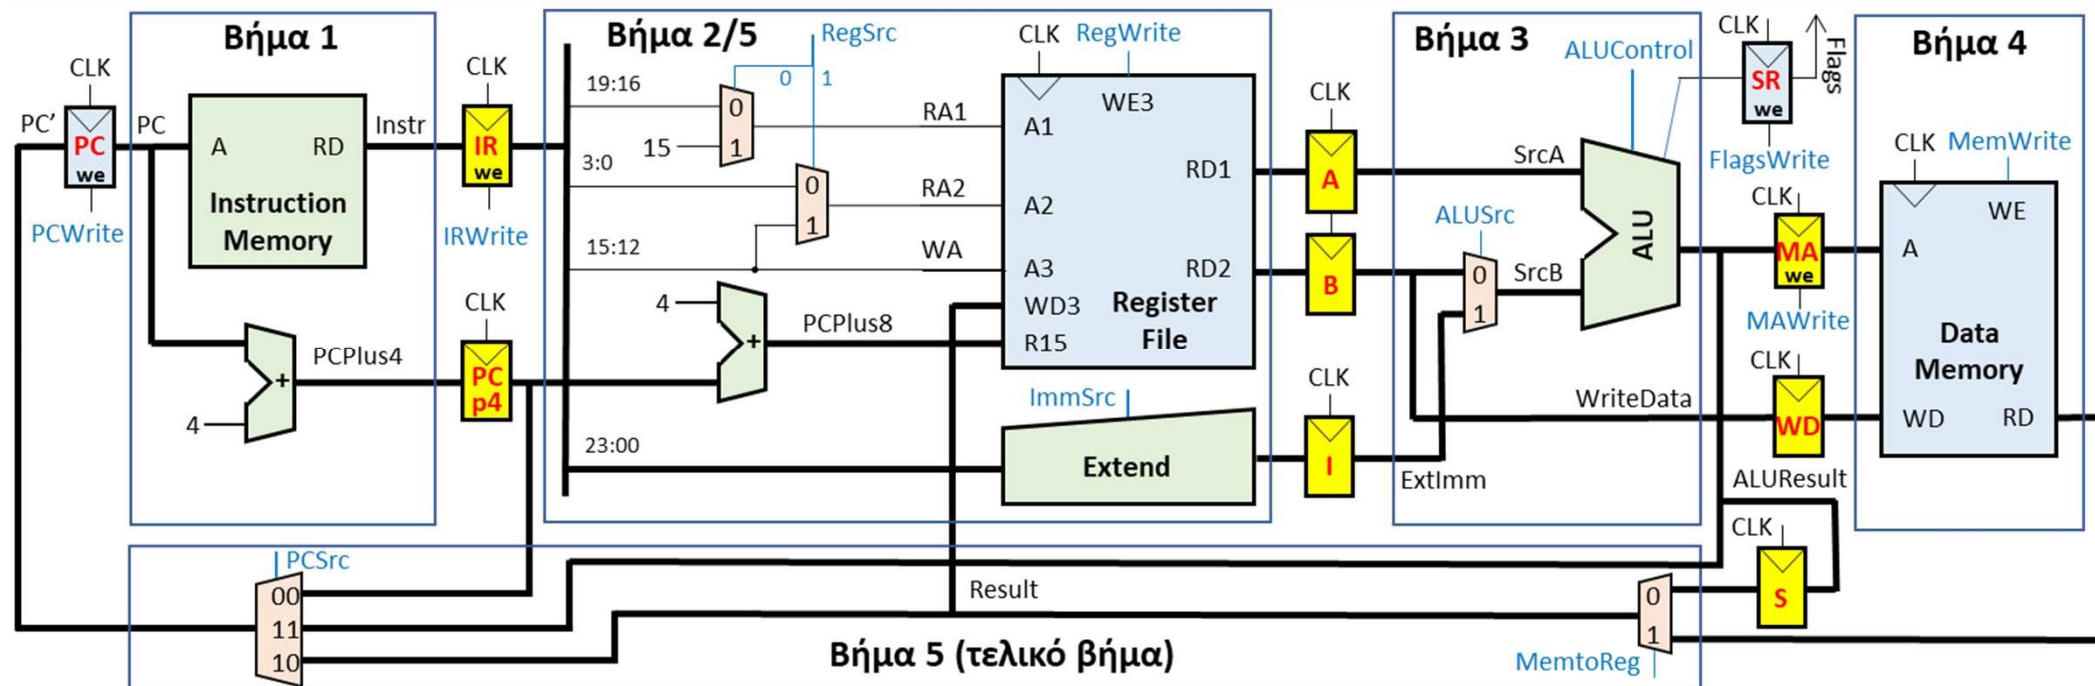 Βήμα 1
CLK
PC’
PC
we
PCWrite
PC
A
RD
Instruction
Memory
Instr
CLK
IR
we
IRWrite
+
4
PCPlus4
CLK
PC
p4
Βήμα 2/5
RegSrc
0
1
19:16
15
0
1
RA1
3:0
0
1
RA2
15:12
WA
4
+
PCPlus8
23:00
CLK
RegWrite
WE3
A1
A2
A3
WD3
R15
RD1
RD2
Register
File
ImmSrc
Extend
CLK
A
B
CLK
I
ExtImm
Βήμα 3
ALUControl
SrcA
ALUSrc
0
1
SrcB
ALU
WriteData
CLK
SR
we
Flags
FlagsWrite
CLK
MA
we
MAWrite
CLK
WD
Βήμα 4
CLK
MemWrite
WE
A
Data
Memory
WD
RD
ALUResult
CLK
S
PCSrc
00
11
10
Result
Βήμα 5 (τελικό βήμα)
0
1
MemtoReg